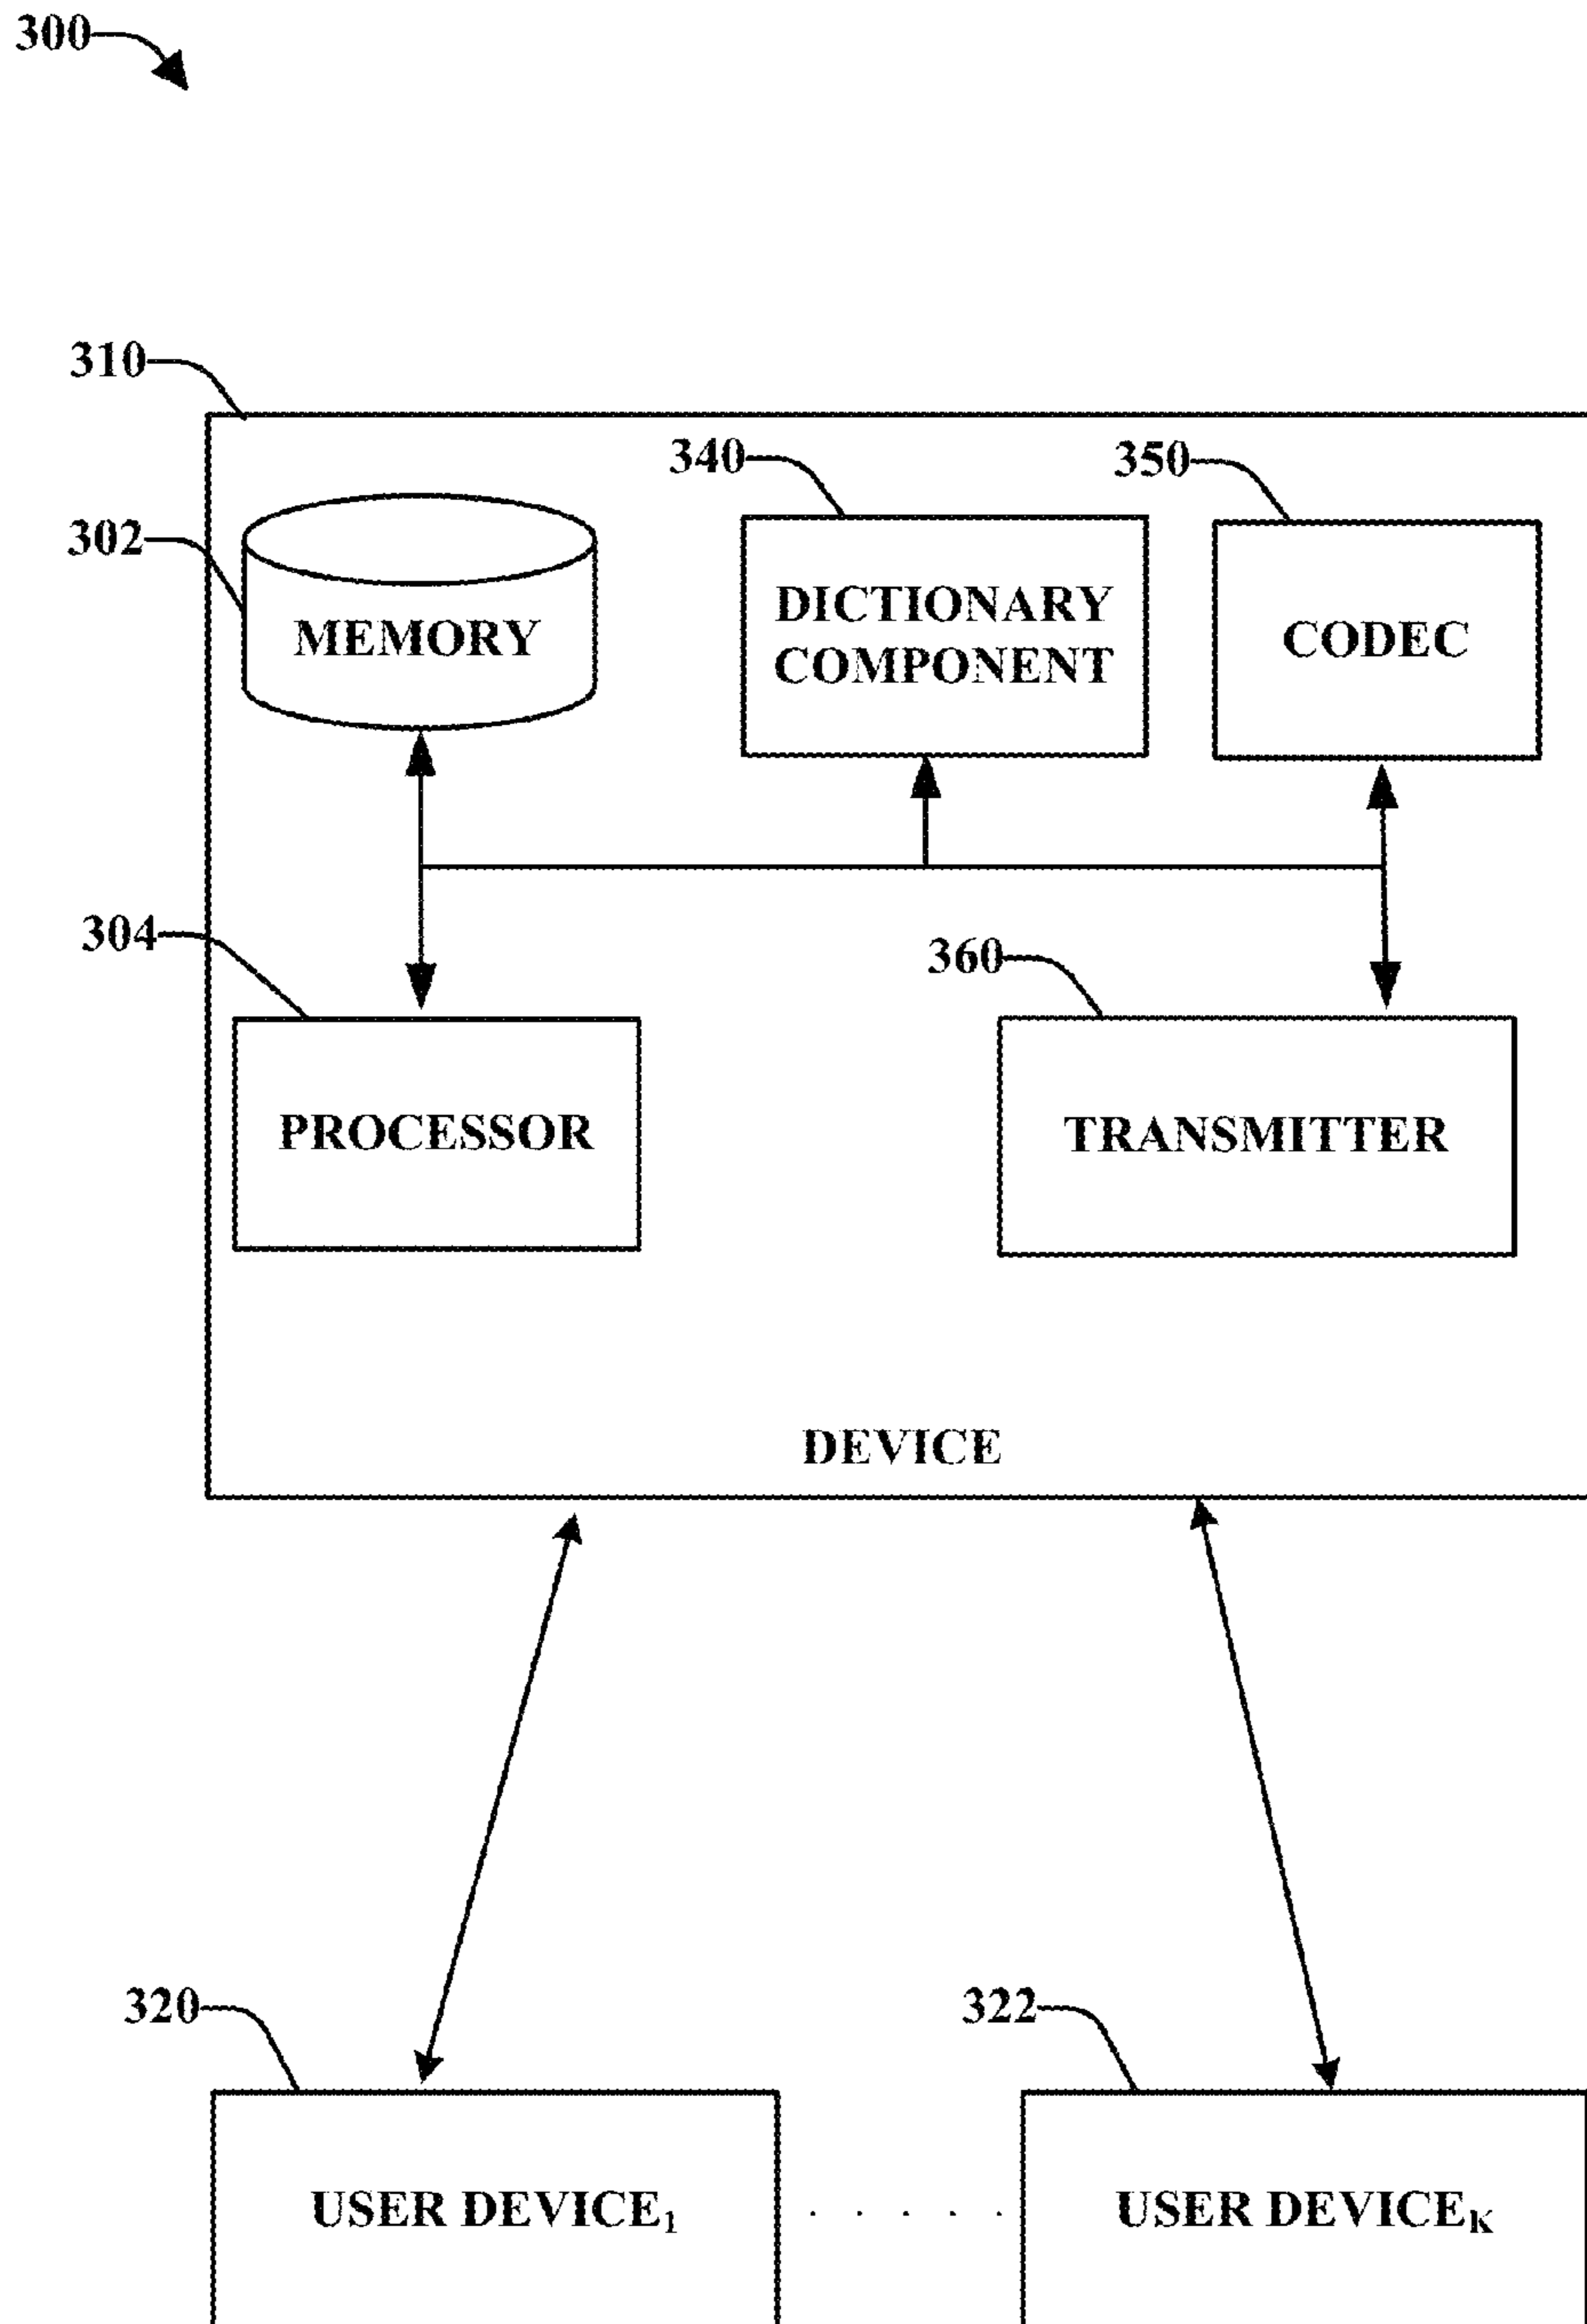 300
310
340
350
302
MEMORY
DICTIONARY
COMPONENT
CODEC
304
360
PROCESSOR
TRANSMITTER
DEVICE
320
322
USER DEVICE₁ . . . . . USER DEVICEK